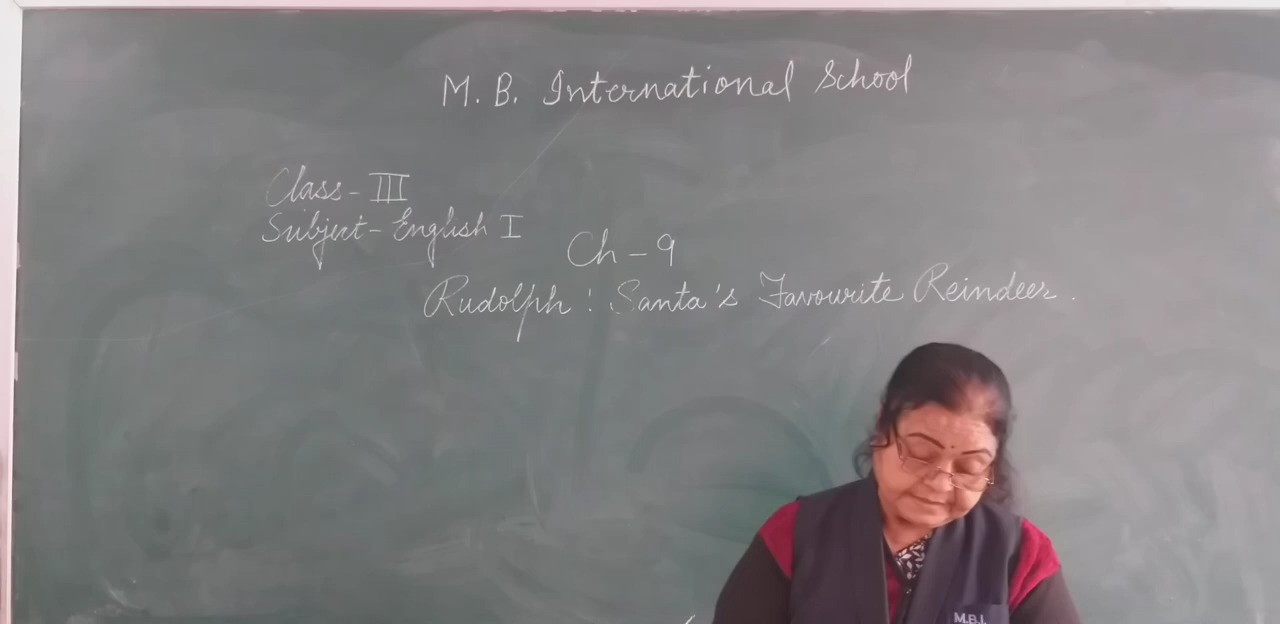 M. B. International School
Class - III
Subject - English I
Ch - 9
Rudolph : Santa's Favourite Reindeer.
M.B.I.